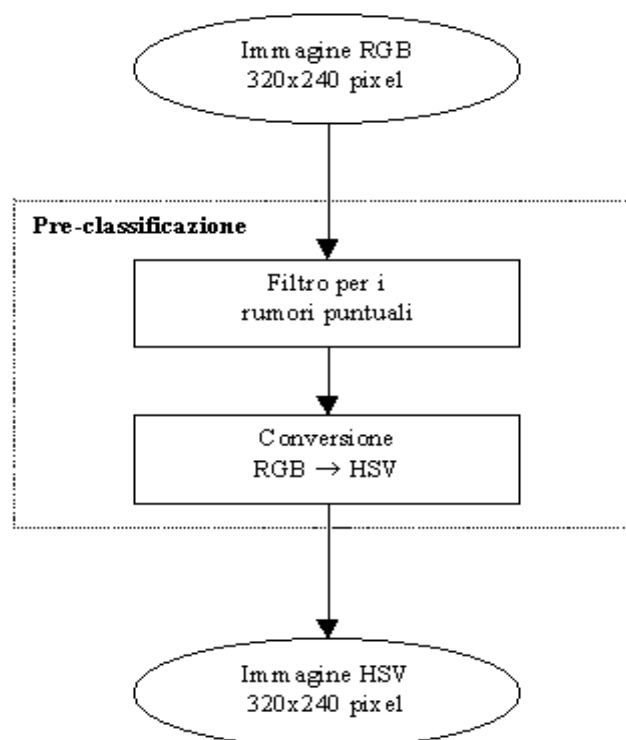 Immagine RGB
320x240 pixel
Pre-classificazione
Filtro per i
rumori puntuali
Conversione
RGB → HSV
Immagine HSV
320x240 pixel